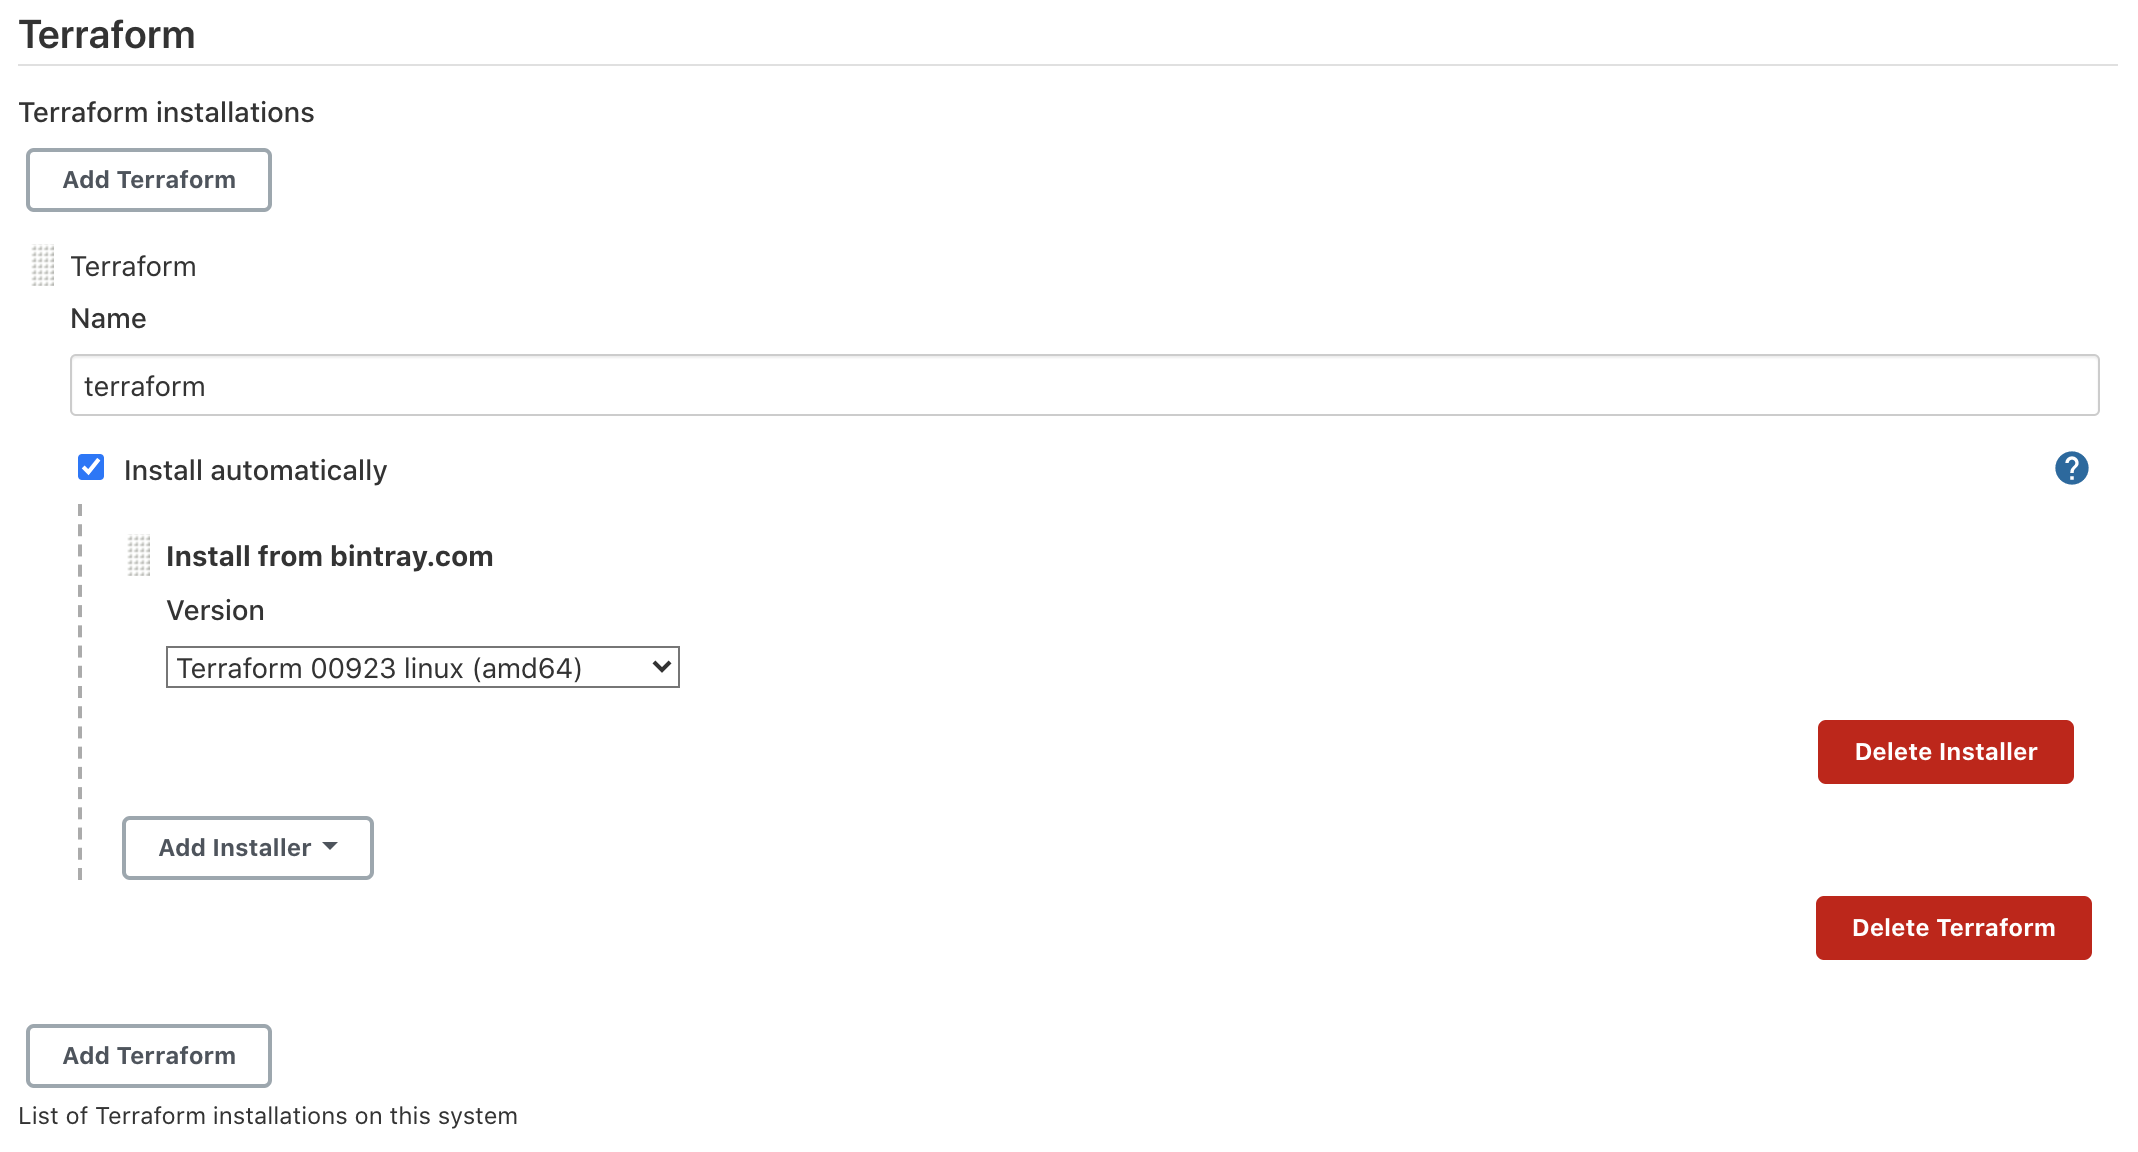 Terraform
Terraform installations
Add Terraform
Terraform
Name
terraform
Install automatically
?
Install from bintray.com
Version
Terraform 00923 linux (amd64)
Delete Installer
Add Installer
Delete Terraform
Add Terraform
List of Terraform installations on this system